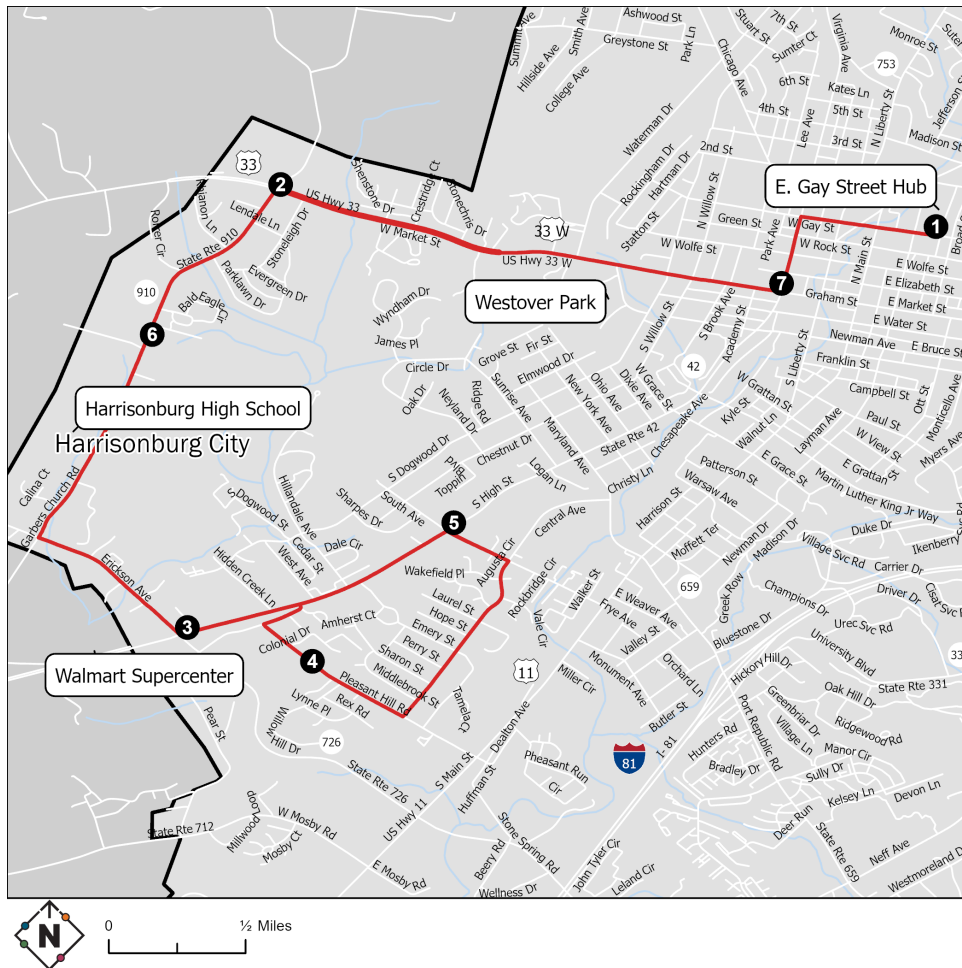 Summit Ave
Hillside Ave
Smith Ave
College Ave
Ashwood St
Greystone St
Park Ln
Chicago Ave
Stuart St
7th St
Sumter Ct
Virginia Ave
Monroe St
Suter
753
6th St
Kates Ln
4th St
5th St
Lee Ave
N Liberty St
Jefferson St
Madison St
3rd St
2nd St
Waterman Dr
Rockingham Dr
Hartman Dr
Statton St
N Willow St
Green St
Park Ave
E. Gay Street Hub
1
W Gay St
W Rock St
N Main St
Broad
W Wolfe St
E Wolfe St
E Elizabeth St
E Market St
E Water St
7
Graham St
Newman Ave
E Bruce St
Franklin St
33
2
US Hwy 33
Shenstone Dr
Crestridge Ct
Stonechris Dr
W Market St
33 W
US Hwy 33 W
Westover Park
Rhianon Ln
Lendale Ln
Stoneleigh Dr
Roller Cir
State Rte 910
Evergreen Dr
Parklawn Dr
910
Bald Eagle Cir
6
Wyndham Dr
James Pl
Circle Dr
Oak Dr
Grove St
Fir St
Elmwood Dr
Neyland Dr
Ridge Rd
Sunrise Ave
New York Ave
Ohio Ave
Dixie Ave
W Grace St
S Willow St
S Brook Ave
Academy St
42
S Liberty St
W Grattan St
Campbell St
Ott St
Monticello Ave
Kyle St
Walnut Ln
Layman Ave
Paul St
W View St
E Grattan St
Myers Ave
Harrisonburg High School
Harrisonburg City
Maryland Ave
State Rte 42
Chesapeake Ave
Chestnut Dr
S Dogwood Dr
Toppin Blvd
Logan Ln
Christy Ln
Patterson St
E Grace St
Martin Luther King Jr Way
Calina Ct
Garbers Church Rd
S Dogwood St
Hillandale Ave
Sharpes Dr
South Ave
S High St
Central Ave
Harrison St
Warsaw Ave
Moffett Ter
Newman Dr
Madison Dr
Duke Dr
Ikenberry
Svc Rd
Village Svc Rd
Carrier Dr
Driver Dr
Cisat Svc Rd
Cedar St
West Ave
Dale Cir
5
Wakefield Pl
Augusta Cir
Rockbridge Cir
Walker St
Vale Cir
659
Greek Row
Champions Dr
Urec Svc Rd
Erickson Ave
Hidden Creek Ln
3
Walmart Supercenter
Colonial Dr
Amherst Ct
Laurel St
Hope St
Emery St
Perry St
Sharon St
Middlebrook St
4
Pleasant Hill Rd
Rex Rd
Lynne Pl
Tamela Ct
11
E Weaver Ave
Frye Ave
Valley St
Monument Ave
Orchard Ln
Miller Cir
Butler St
Bluestone Dr
University Blvd
Hickory Hill Dr
33
State Rte 331
Oak Hill Dr
Greenbriar Dr
Village Ln
Port Republic Rd
Ridgewood Rd
Manor Cir
Hunters Rd
Bradley Dr
Sully Dr
Kelsey Ln
Devon Ln
Deer Run
State Rte 659
Neff Ave
Westmoreland D
Pear St
Willow Hill Dr
726
State Rte 726
S Main St
Dealton Ave
Huffman St
US Hwy 11
Pheasant Run Cir
81
I- 81
State Rte 712
Millwood Loop
Mosby Ct
W Mosby Rd
E Mosby Rd
Beery Rd
Stone Spring Rd
Wellness Dr
John Tyler Cir
Leland Cir
N
0
½ Miles